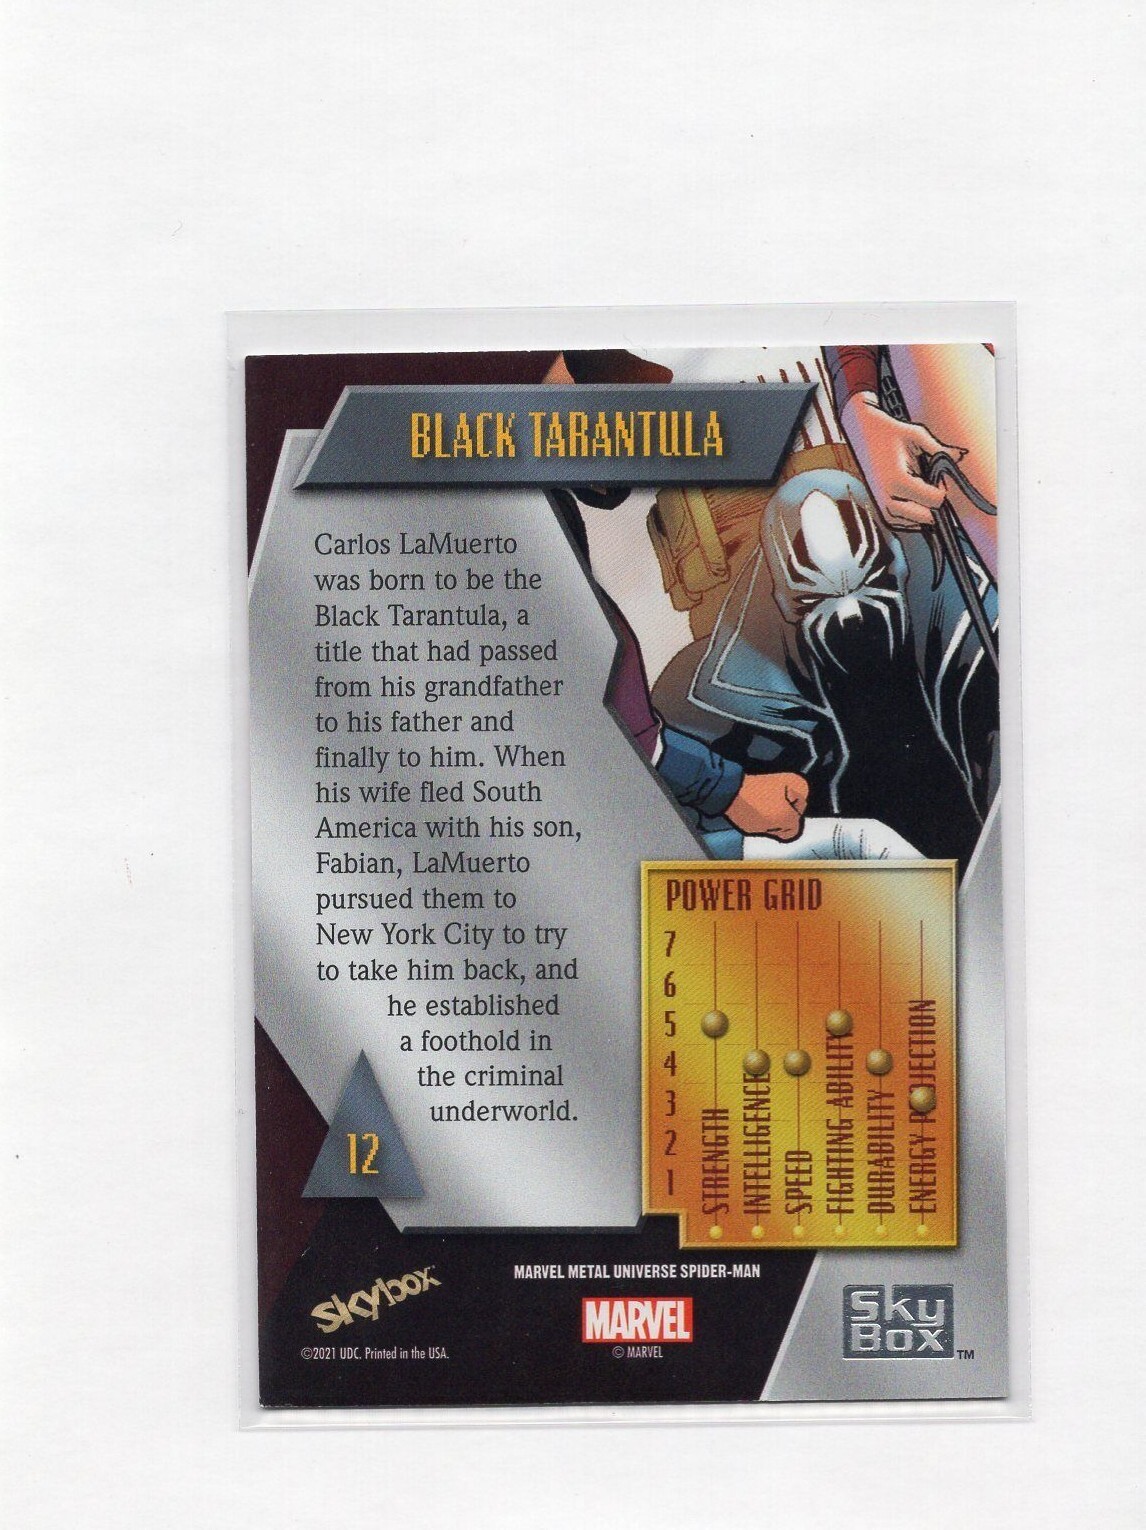 BLACK TARANTULA
Carlos LaMuerto
was born to be the
Black Tarantula, a
title that had passed
from his grandfather
to his father and
finally to him. When
his wife fled South
America with his son,
Fabian, LaMuerto
pursued them to
New York City to try
to take him back, and
he established
a foothold in
the criminal
underworld.
12
POWER GRID
7
6
5
4
3
2
1
STRENGTH
INTELLIGENCE
SPEED
FIGHTING ABILITY
DURABILITY
ENERGY PROJECTION
skybox
©2021 UDC. Printed in the USA.
MARVEL METAL UNIVERSE SPIDER-MAN
MARVEL
© MARVEL
Sky
Box
TM